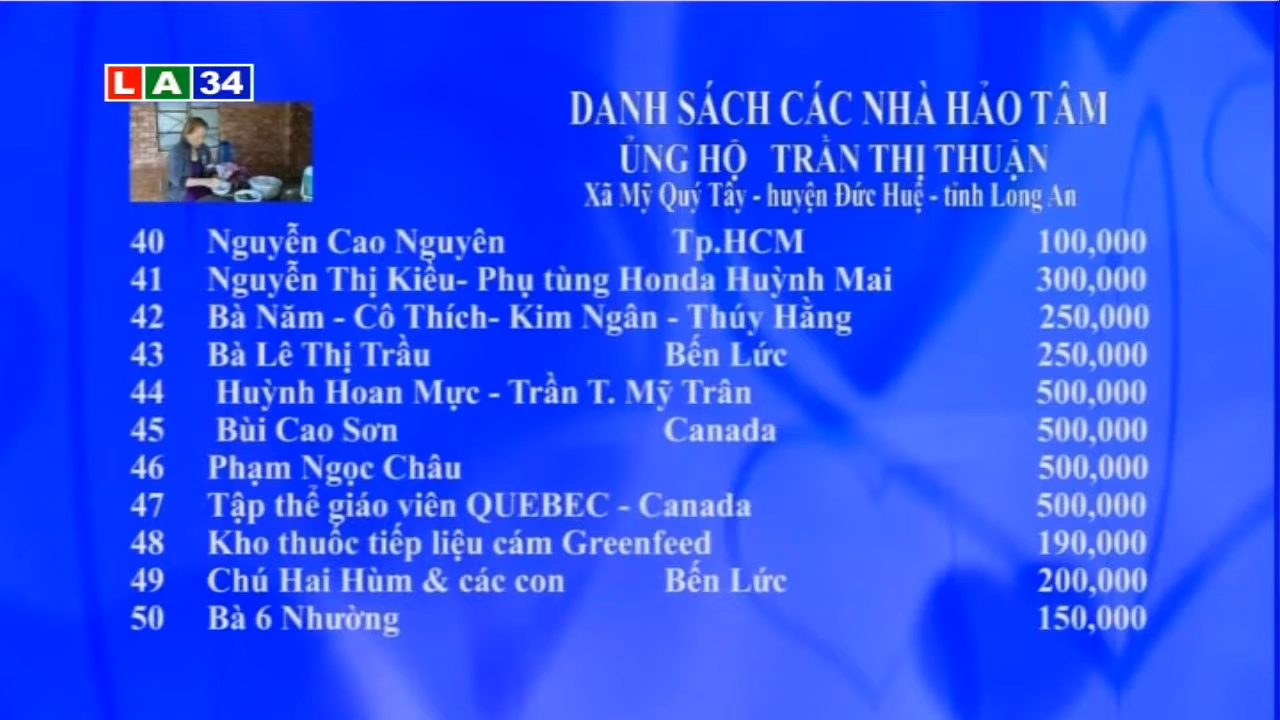 LA34
DANH SÁCH CÁC NHÀ HẢO TÂM
ỦNG HỘ TRẦN THỊ THUẬN
Xã Mỹ Quý Tây - huyện Đức Huệ - tỉnh Long An
40 Nguyễn Cao Nguyên Tp.HCM 100,000
41 Nguyễn Thị Kiều- Phụ tùng Honda Huỳnh Mai 300,000
42 Bà Năm - Cô Thích- Kim Ngân - Thúy Hằng 250,000
43 Bà Lê Thị Trầu Bến Lức 250,000
44 Huỳnh Hoan Mực - Trần T. Mỹ Trân 500,000
45 Bùi Cao Sơn Canada 500,000
46 Phạm Ngọc Châu 500,000
47 Tập thể giáo viên QUEBEC - Canada 500,000
48 Kho thuốc tiếp liệu cám Greenfeed 190,000
49 Chú Hai Hùm & các con Bến Lức 200,000
50 Bà 6 Nhường 150,000